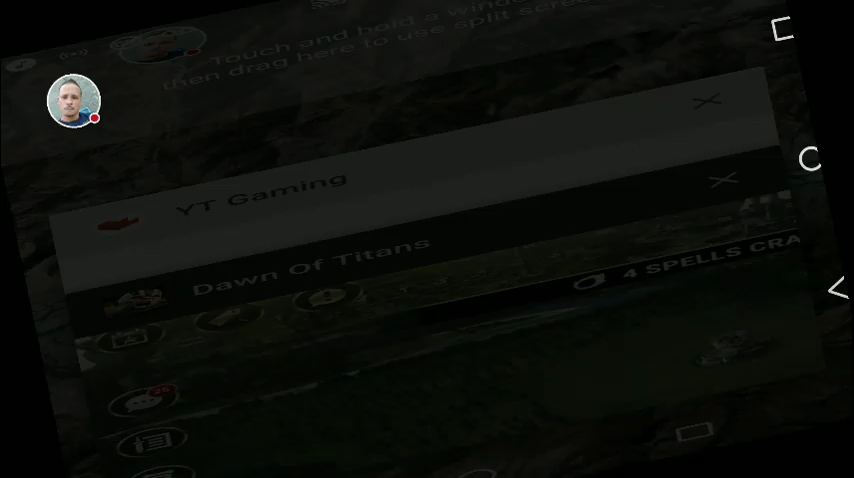 Touch and hold a window
then drag here to use split screen
YT Gaming
Dawn Of Titans
4 SPELLS CRA
25